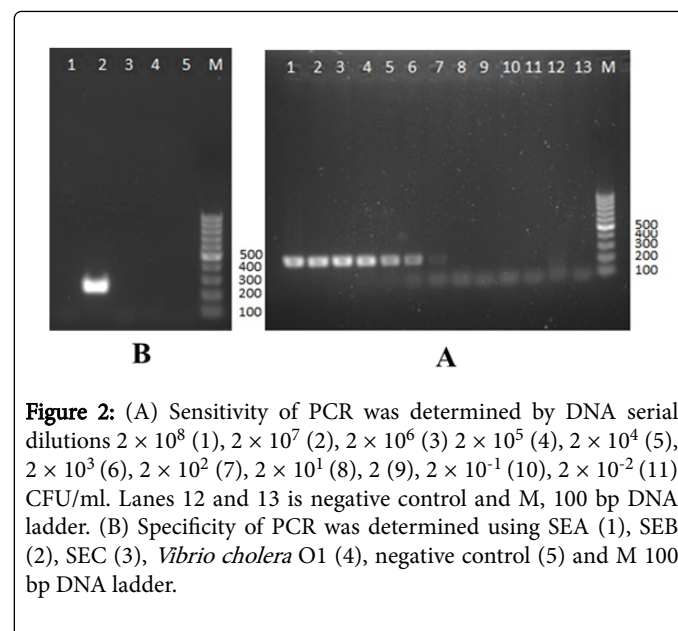 1 2 3 4 5 M
500
400
300
200
100
B
1 2 3 4 5 6 7 8 9 10 11 12 13 M
500
400
300
200
100
A
Figure 2: (A) Sensitivity of PCR was determined by DNA serial
dilutions 2 × 10⁸ (1), 2 × 10⁷ (2), 2 × 10⁶ (3) 2 × 10⁵ (4), 2 × 10⁴ (5),
2 × 10³ (6), 2 × 10² (7), 2 × 10¹ (8), 2 (9), 2 × 10⁻¹ (10), 2 × 10⁻² (11)
CFU/ml. Lanes 12 and 13 is negative control and M, 100 bp DNA
ladder. (B) Specificity of PCR was determined using SEA (1), SEB
(2), SEC (3), Vibrio cholera O1 (4), negative control (5) and M 100
bp DNA ladder.